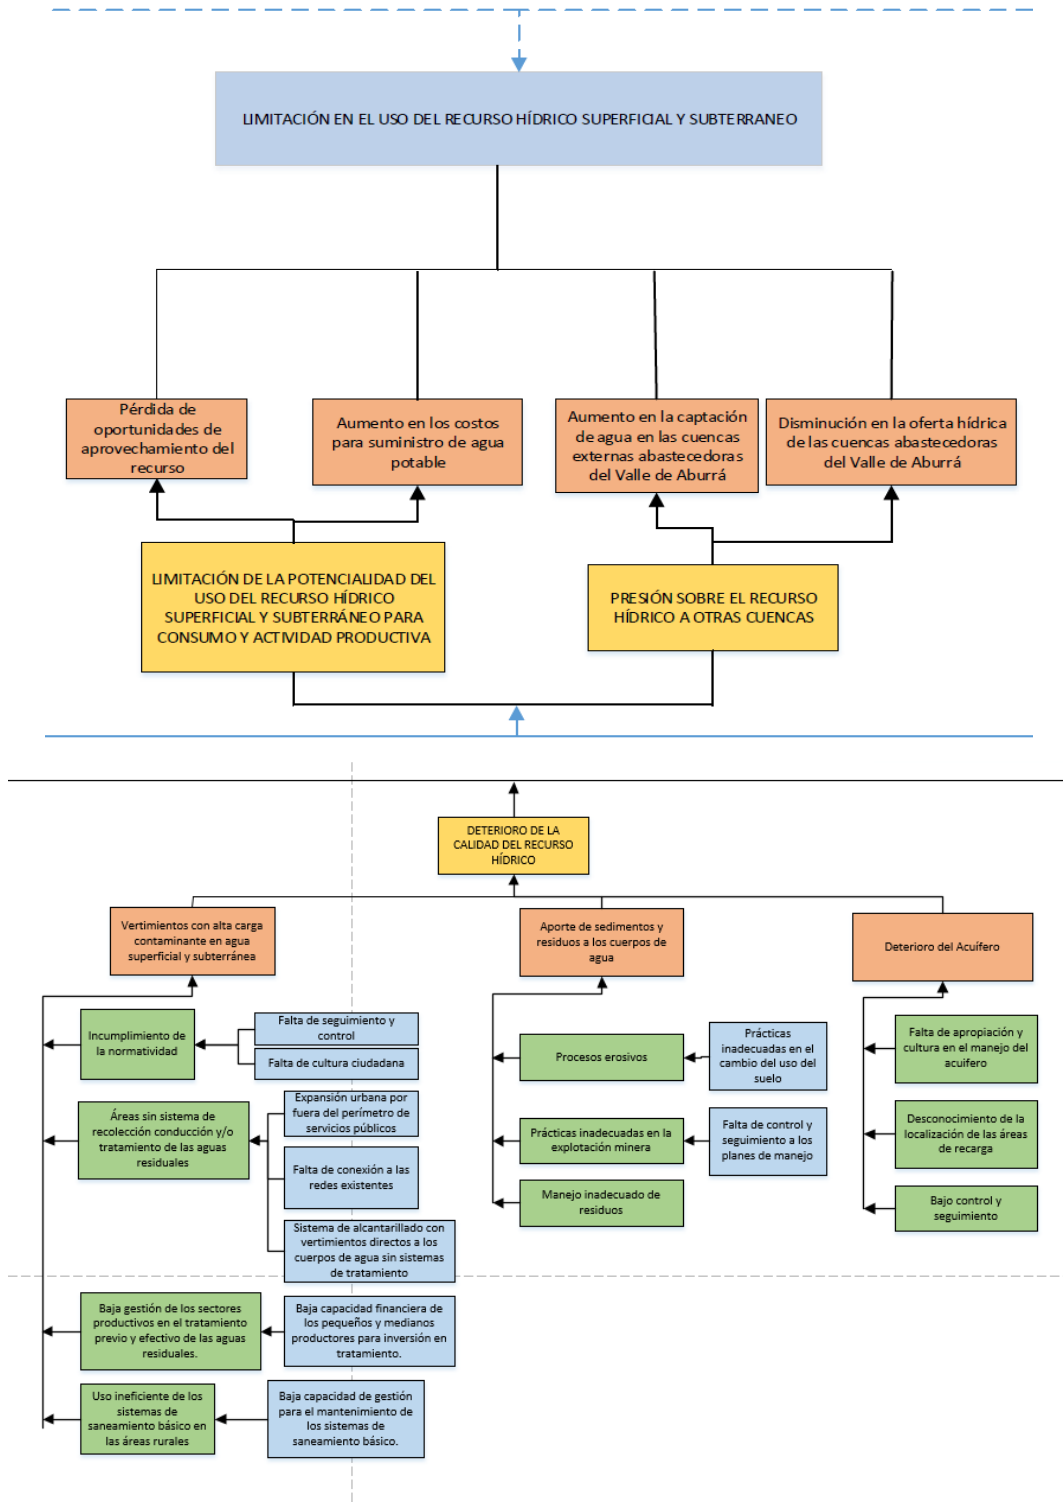 LIMITACIÓN EN EL USO DEL RECURSO HÍDRICO SUPERFICIAL Y SUBTERRANEO
Pérdida de
oportunidades de
aprovechamiento del
recurso
Aumento en los costos
para suministro de agua
potable
Aumento en la captación
de agua en las cuencas
externas abastecedoras
del Valle de Aburrá
Disminución en la oferta hídrica
de las cuencas abastecedoras
del Valle de Aburrá
LIMITACIÓN DE LA POTENCIALIDAD DEL
USO DEL RECURSO HÍDRICO
SUPERFICIAL Y SUBTERRÁNEO PARA
CONSUMO Y ACTIVIDAD PRODUCTIVA
PRESIÓN SOBRE EL RECURSO
HÍDRICO A OTRAS CUENCAS
DETERIORO DE LA
CALIDAD DEL RECURSO
HÍDRICO
Vertimientos con alta carga
contaminante en agua
superficial y subterránea
Aporte de sedimentos y
residuos a los cuerpos de
agua
Deterioro del Acuífero
Incumplimiento de
la normatividad
Falta de seguimiento y
control
Falta de cultura ciudadana
Áreas sin sistema de
recolección conducción y/o
tratamiento de las aguas
residuales
Expansión urbana por
fuera del perímetro de
servicios públicos
Falta de conexión a las
redes existentes
Sistema de alcantarillado con
vertimientos directos a los
cuerpos de agua sin sistemas
de tratamiento
Baja gestión de los sectores
productivos en el tratamiento
previo y efectivo de las aguas
residuales.
Baja capacidad financiera de
los pequeños y medianos
productores para inversión en
tratamiento.
Uso ineficiente de los
sistemas de
saneamiento básico en
las áreas rurales
Baja capacidad de gestión
para el mantenimiento de
los sistemas de
saneamiento básico.
Procesos erosivos
Prácticas
inadecuadas en el
cambio del uso del
suelo
Prácticas inadecuadas en la
explotación minera
Falta de control y
seguimiento a los
planes de manejo
Manejo inadecuado de
residuos
Falta de apropiación y
cultura en el manejo del
acuifero
Desconocimiento de la
localización de las áreas
de recarga
Bajo control y
seguimiento